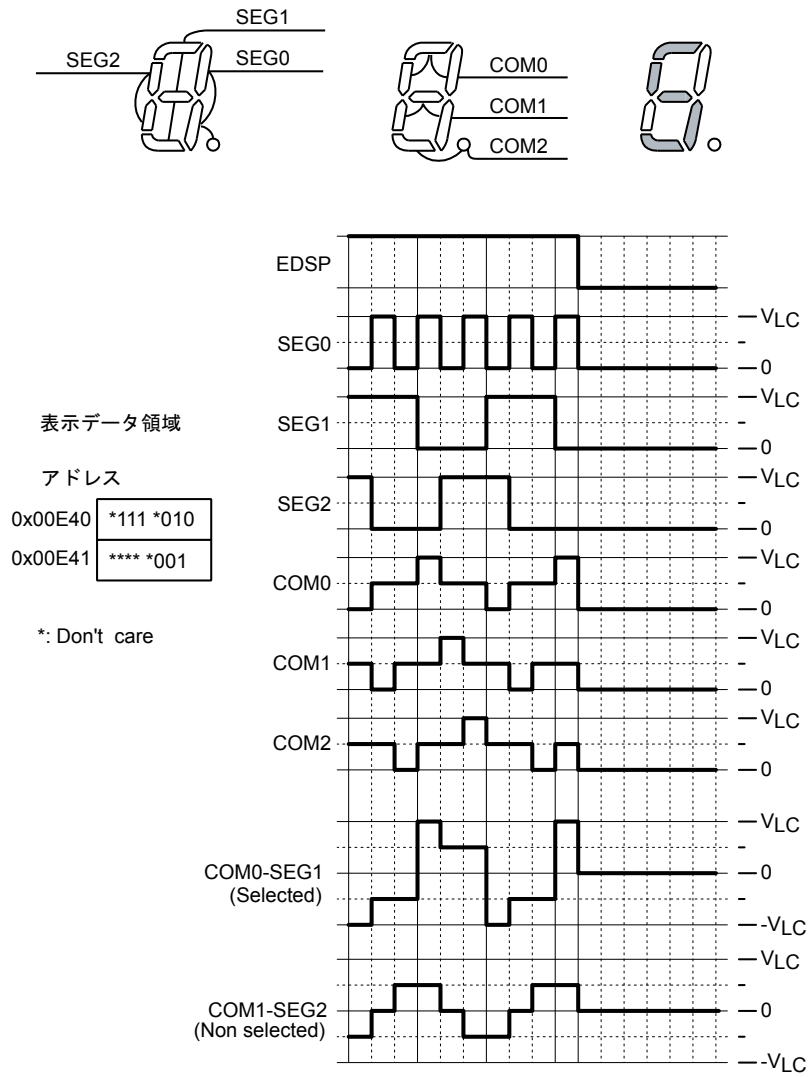 SEG1
SEG2
SEG0
COM0
COM1
COM2
EDSP
VLC
SEG0
0
VLC
表示データ領域
SEG1
0
アドレス
VLC
0x00E40 *111 *010
SEG2
0
0x00E41 **** *001
VLC
COM0
0
*: Don't care
VLC
COM1
0
VLC
COM2
0
VLC
COM0-SEG1
0
(Selected)
-VLC
VLC
COM1-SEG2
0
(Non selected)
-VLC